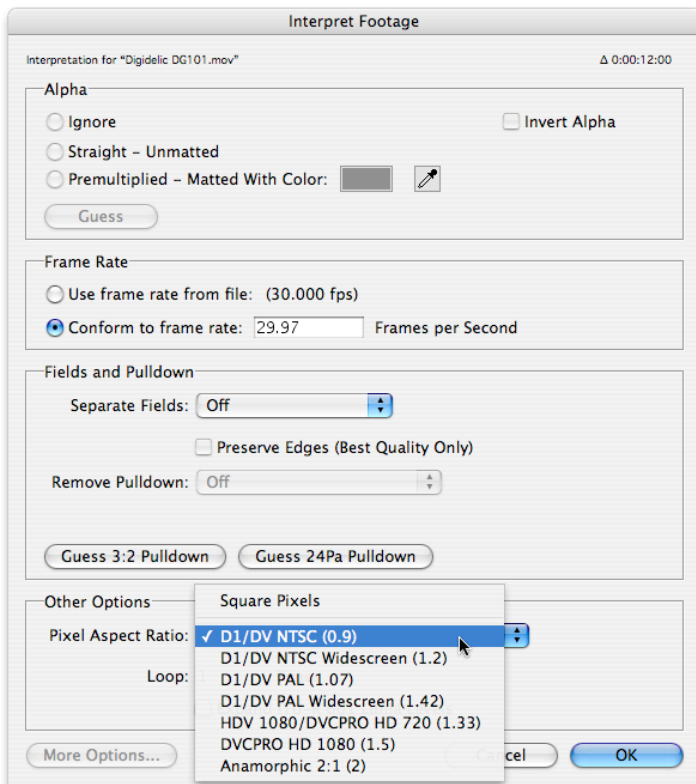 Interpret Footage
Interpretation for “Digidelic DG101.mov”
Δ 0:00:12:00
Alpha
Ignore
Invert Alpha
Straight – Unmatted
Premultiplied – Matted With Color:
Guess
Frame Rate
Use frame rate from file: (30.000 fps)
Conform to frame rate: 29.97 Frames per Second
Fields and Pulldown
Separate Fields: Off
Preserve Edges (Best Quality Only)
Remove Pulldown: Off
Guess 3:2 Pulldown
Guess 24Pa Pulldown
Other Options
Square Pixels
Pixel Aspect Ratio: ✓ D1/DV NTSC (0.9)
D1/DV NTSC Widescreen (1.2)
Loop:
D1/DV PAL (1.07)
D1/DV PAL Widescreen (1.42)
HDV 1080/DVCPRO HD 720 (1.33)
DVCPRO HD 1080 (1.5)
Anamorphic 2:1 (2)
More Options...
ncel
OK